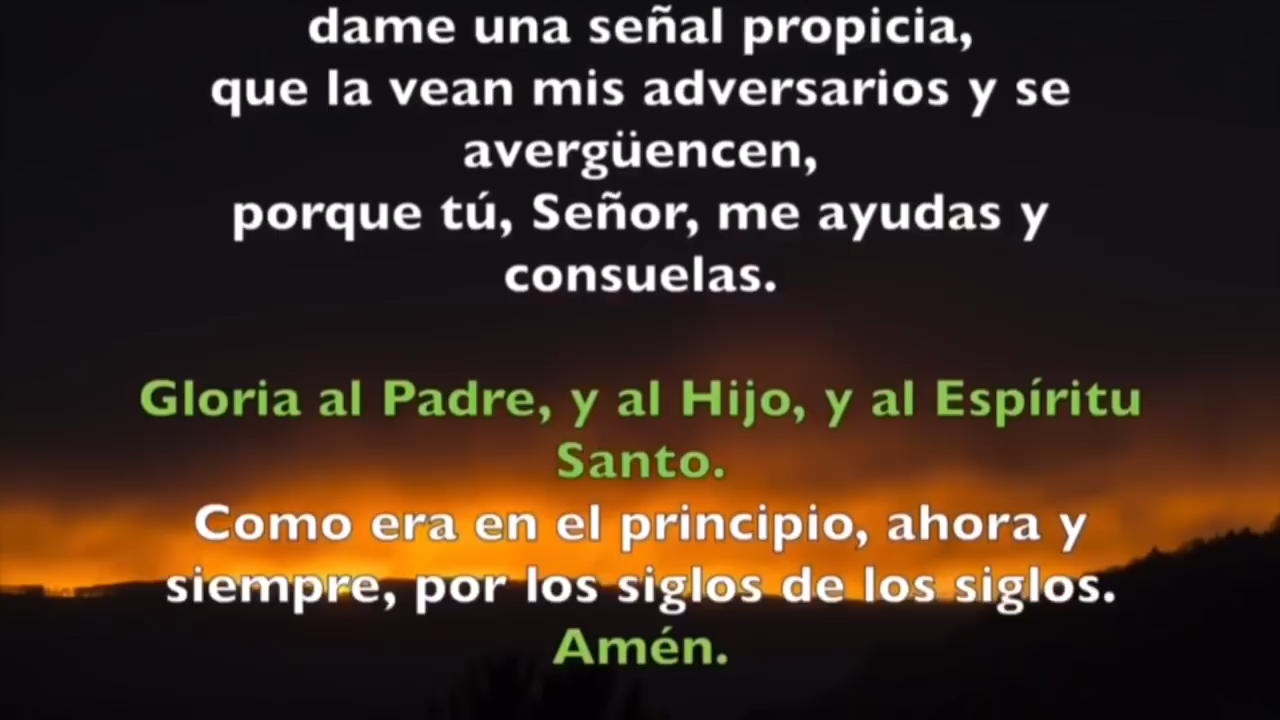 dame una señal propicia,
que la vean mis adversarios y se
avergüencen,
porque tú, Señor, me ayudas y
consuelas.
Gloria al Padre, y al Hijo, y al Espíritu
Santo.
Como era en el principio, ahora y
siempre, por los siglos de los siglos.
Amén.